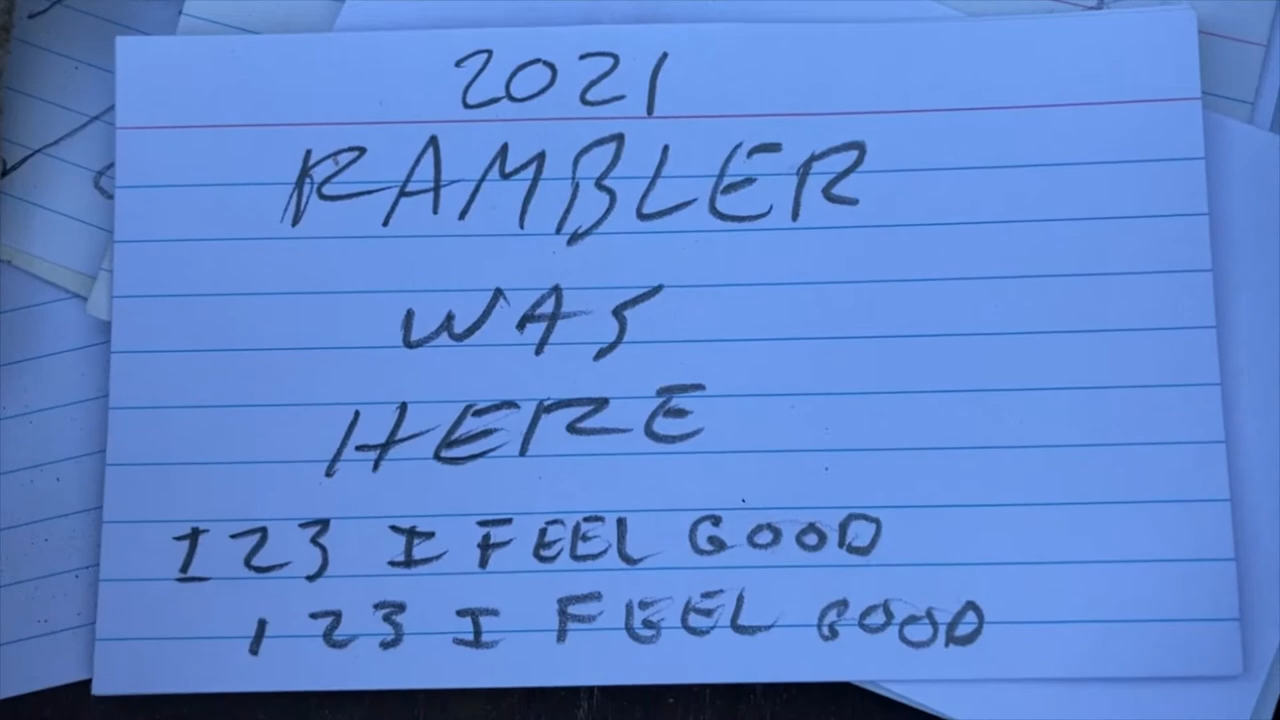 2021
RAMBLER
WAS
HERE
123 I FEEL GOOD
123 I FEEL GOOD